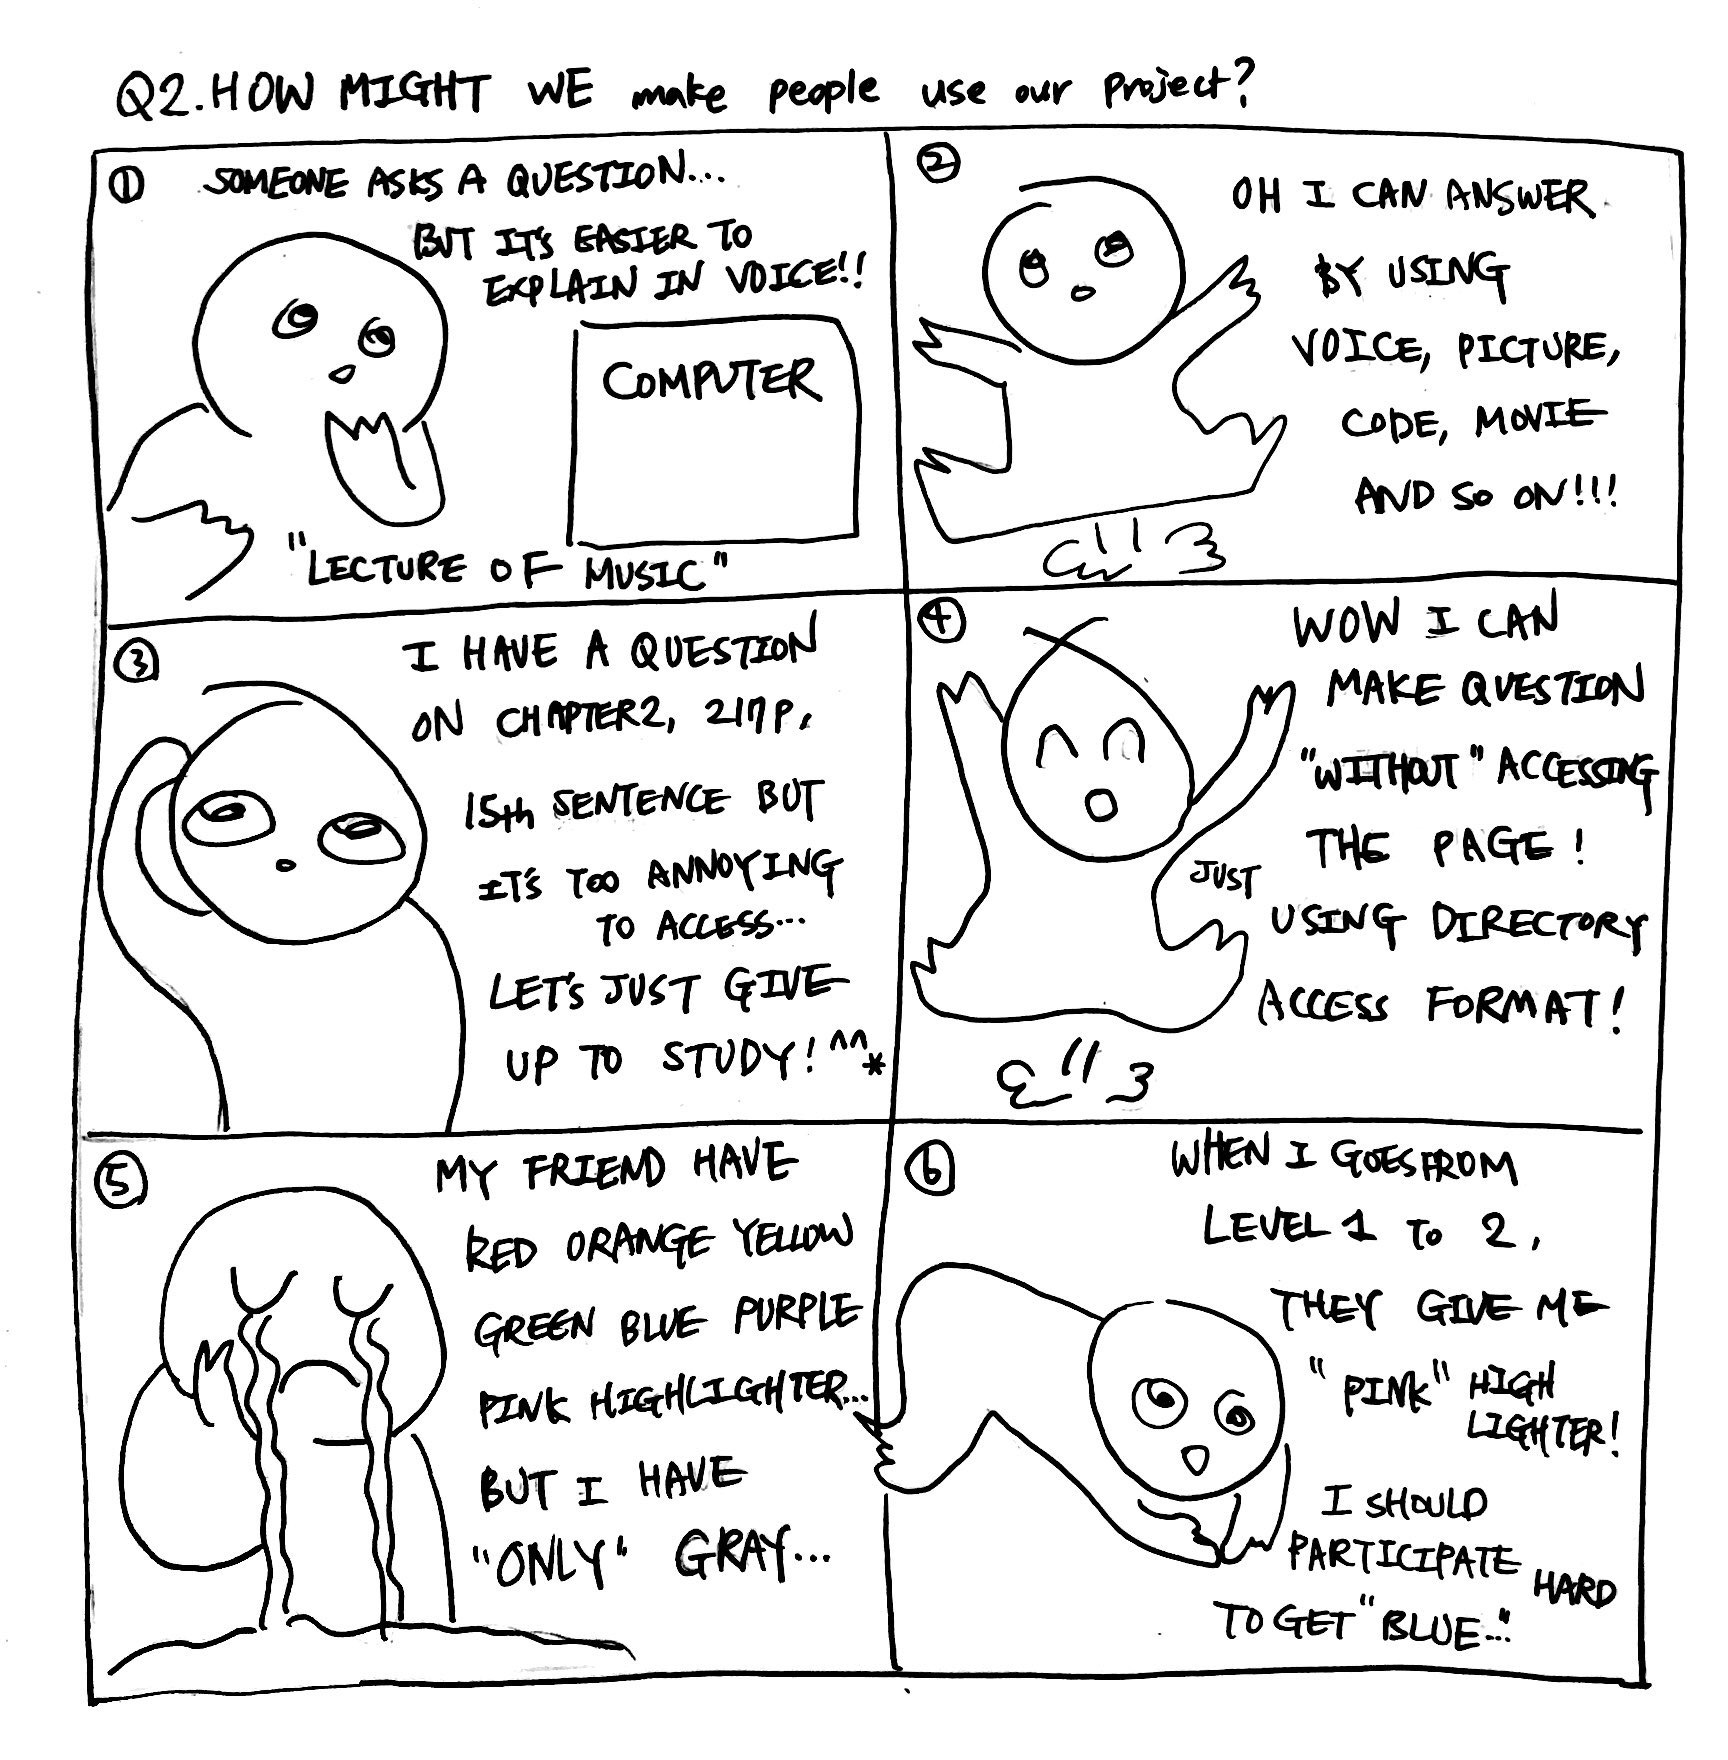 Q2. HOW MIGHT WE make people use our project?
① SOMEONE ASKS A QUESTION...
BUT IT'S EASIER TO
EXPLAIN IN VOICE!!
COMPUTER
"LECTURE OF MUSIC"
② OH I CAN ANSWER
BY USING
VOICE, PICTURE,
CODE, MOVIE
AND SO ON!!!
③ I HAVE A QUESTION
ON CHAPTER2, 217P,
15th SENTENCE BUT
IT'S TOO ANNOYING
TO ACCESS...
LET'S JUST GIVE
UP TO STUDY! ^^*
④ WOW I CAN
MAKE QUESTION
"WITHOUT" ACCESSING
THE PAGE!
JUST
USING DIRECTORY
ACCESS FORMAT!
⑤ MY FRIEND HAVE
RED ORANGE YELLOW
GREEN BLUE PURPLE
PINK HIGHLIGHTER...
BUT I HAVE
"ONLY" GRAY...
⑥ WHEN I GOES FROM
LEVEL 1 TO 2,
THEY GIVE ME
"PINK" HIGH
LIGHTER!
I SHOULD
PARTICIPATE HARD
TO GET "BLUE..."